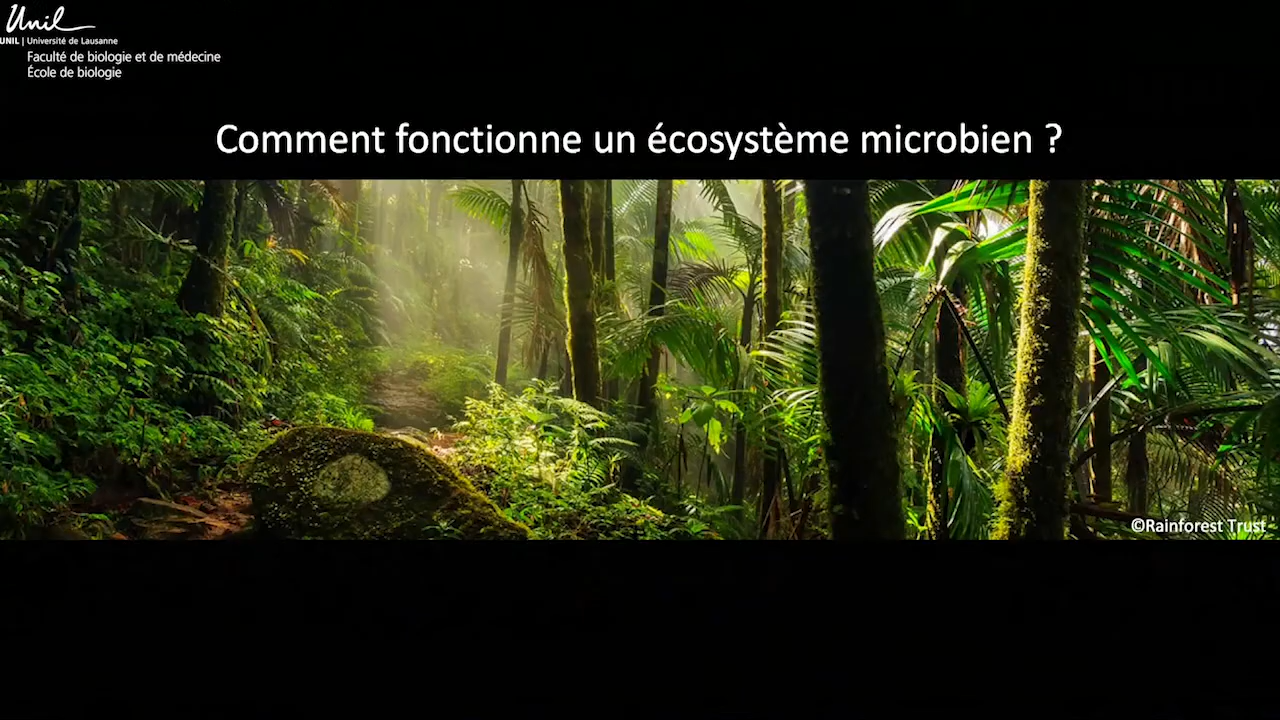 Unil
UNIL | Université de Lausanne
Faculté de biologie et de médecine
École de biologie
Comment fonctionne un écosystème microbien ?
©Rainforest Trust